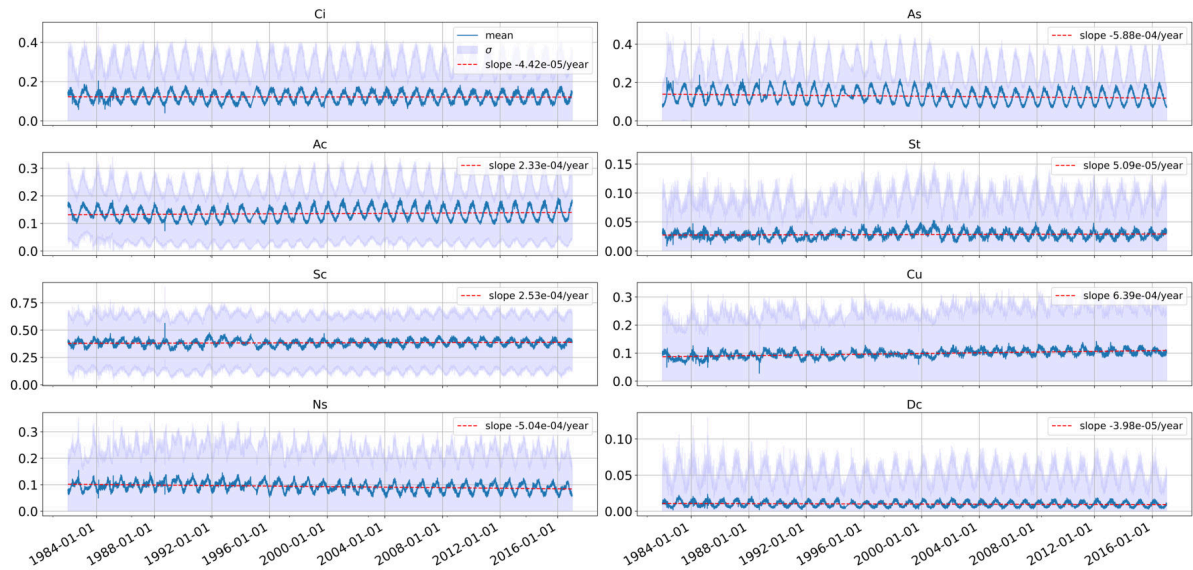 Ci
0.4
0.2
0.0
mean
σ
slope -4.42e-05/year
As
0.4
0.2
0.0
slope -5.88e-04/year
Ac
0.3
0.2
0.1
0.0
slope 2.33e-04/year
St
0.15
0.10
0.05
0.00
slope 5.09e-05/year
Sc
0.75
0.50
0.25
0.00
slope 2.53e-04/year
Cu
0.3
0.2
0.1
0.0
slope 6.39e-04/year
Ns
0.3
0.2
0.1
0.0
slope -5.04e-04/year
1984-01-01
1988-01-01
1992-01-01
1996-01-01
2000-01-01
2004-01-01
2008-01-01
2012-01-01
2016-01-01
Dc
0.10
0.05
0.00
slope -3.98e-05/year
1984-01-01
1988-01-01
1992-01-01
1996-01-01
2000-01-01
2004-01-01
2008-01-01
2012-01-01
2016-01-01